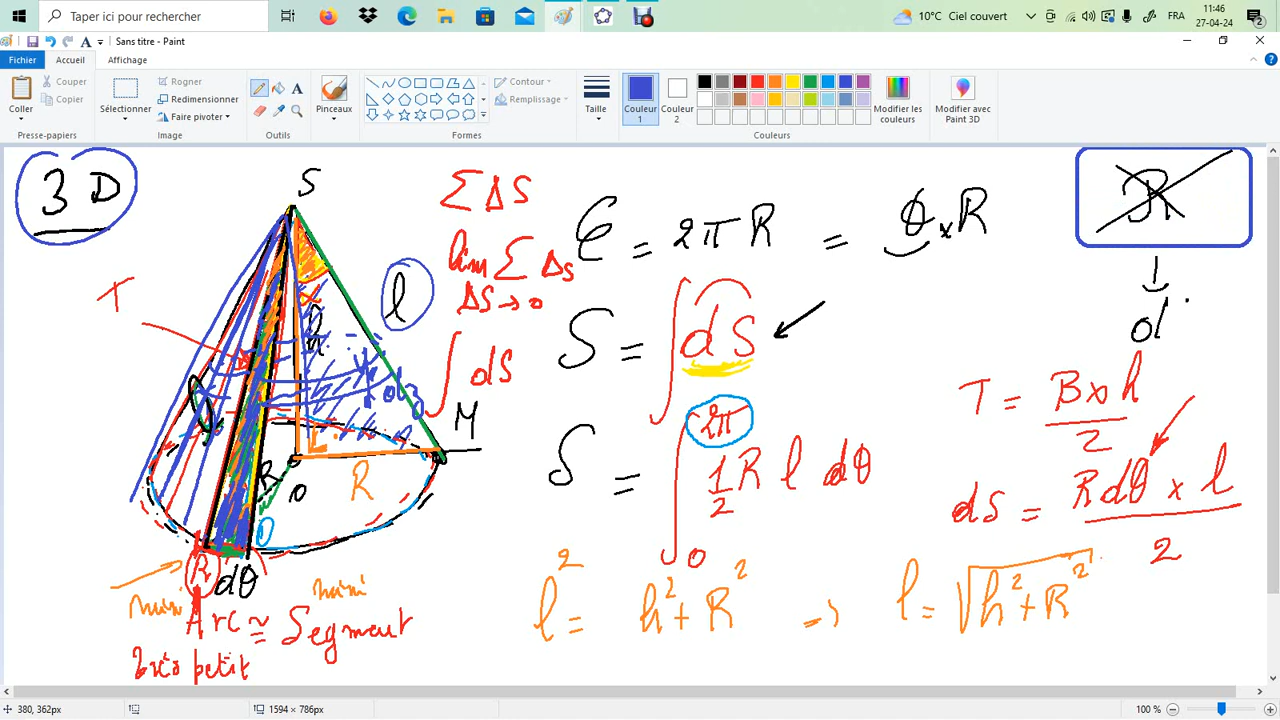 Taper ici pour rechercher
10°C Ciel couvert
FRA
11:46
27-04-24
2
Sans titre - Paint
Fichier
Accueil
Affichage
Coller
Couper
Copier
Presse-papiers
Sélectionner
Rogner
Redimensionner
Faire pivoter
Image
Outils
Pinceaux
Formes
Contour
Remplissage
Taille
Couleur 1
Couleur 2
Couleurs
Modifier les couleurs
Modifier avec Paint 3D
3 D
S
T
l
h
α
M
R
O
R
R dθ
Arc ≅ Segment
mini
mini
très petit
∑ ΔS
lim ∑ ΔS
ΔS → 0
∫ dS
C = 2πR = θ × R
S = ∫ dS
S = ∫₀^2π 1/2 R l dθ
l² = h² + R² => l = √h² + R²
d
T = B × h / 2
dS = R dθ × l / 2
380, 362px
1594 × 786px
100 %